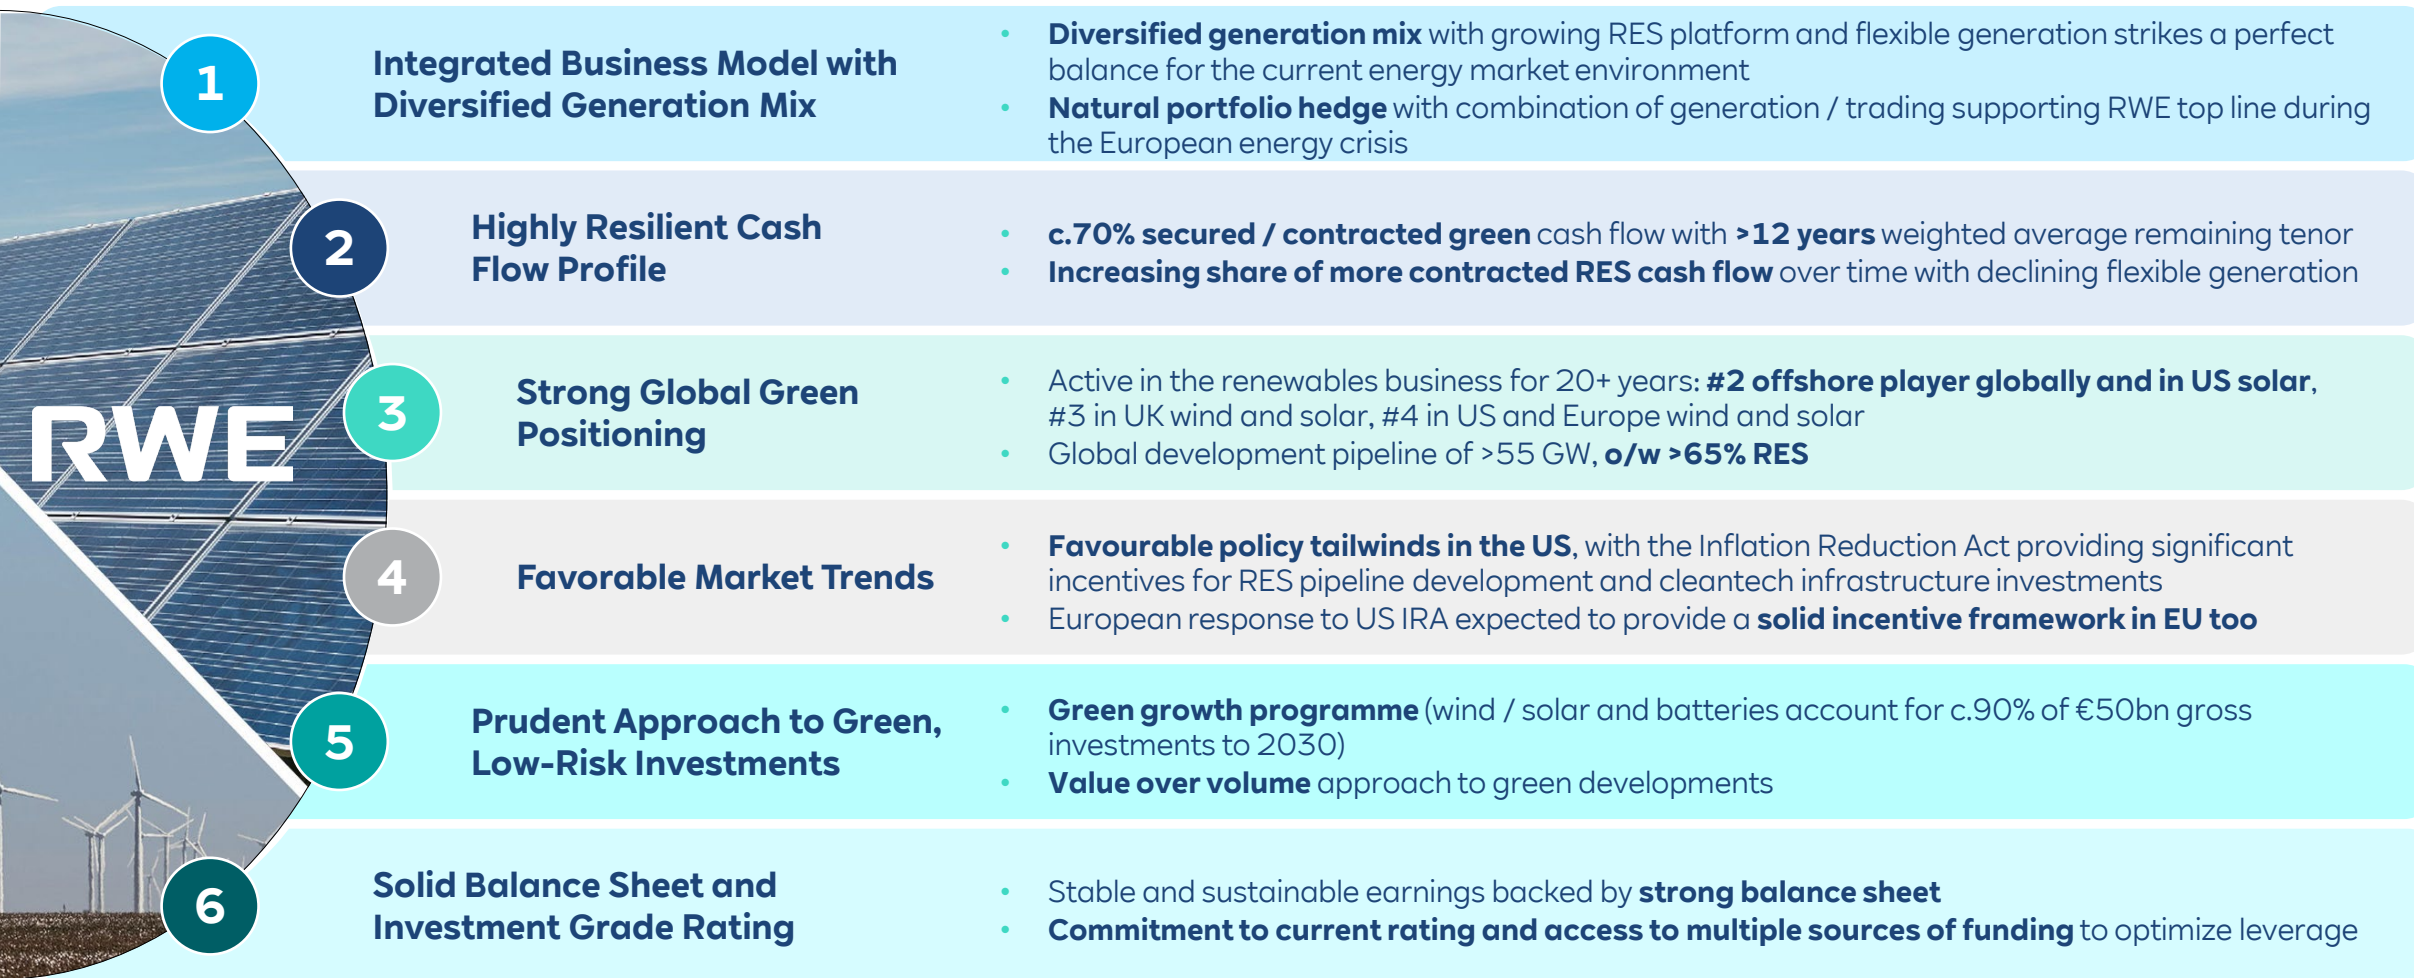 RWE
1
Integrated Business Model with
Diversified Generation Mix
• Diversified generation mix with growing RES platform and flexible generation strikes a perfect
balance for the current energy market environment
• Natural portfolio hedge with combination of generation / trading supporting RWE top line during
the European energy crisis
2
Highly Resilient Cash
Flow Profile
• c.70% secured / contracted green cash flow with >12 years weighted average remaining tenor
• Increasing share of more contracted RES cash flow over time with declining flexible generation
3
Strong Global Green
Positioning
• Active in the renewables business for 20+ years: #2 offshore player globally and in US solar,
#3 in UK wind and solar, #4 in US and Europe wind and solar
• Global development pipeline of >55 GW, o/w >65% RES
4
Favorable Market Trends
• Favourable policy tailwinds in the US, with the Inflation Reduction Act providing significant
incentives for RES pipeline development and cleantech infrastructure investments
• European response to US IRA expected to provide a solid incentive framework in EU too
5
Prudent Approach to Green,
Low-Risk Investments
• Green growth programme (wind / solar and batteries account for c.90% of €50bn gross
investments to 2030)
• Value over volume approach to green developments
6
Solid Balance Sheet and
Investment Grade Rating
• Stable and sustainable earnings backed by strong balance sheet
• Commitment to current rating and access to multiple sources of funding to optimize leverage